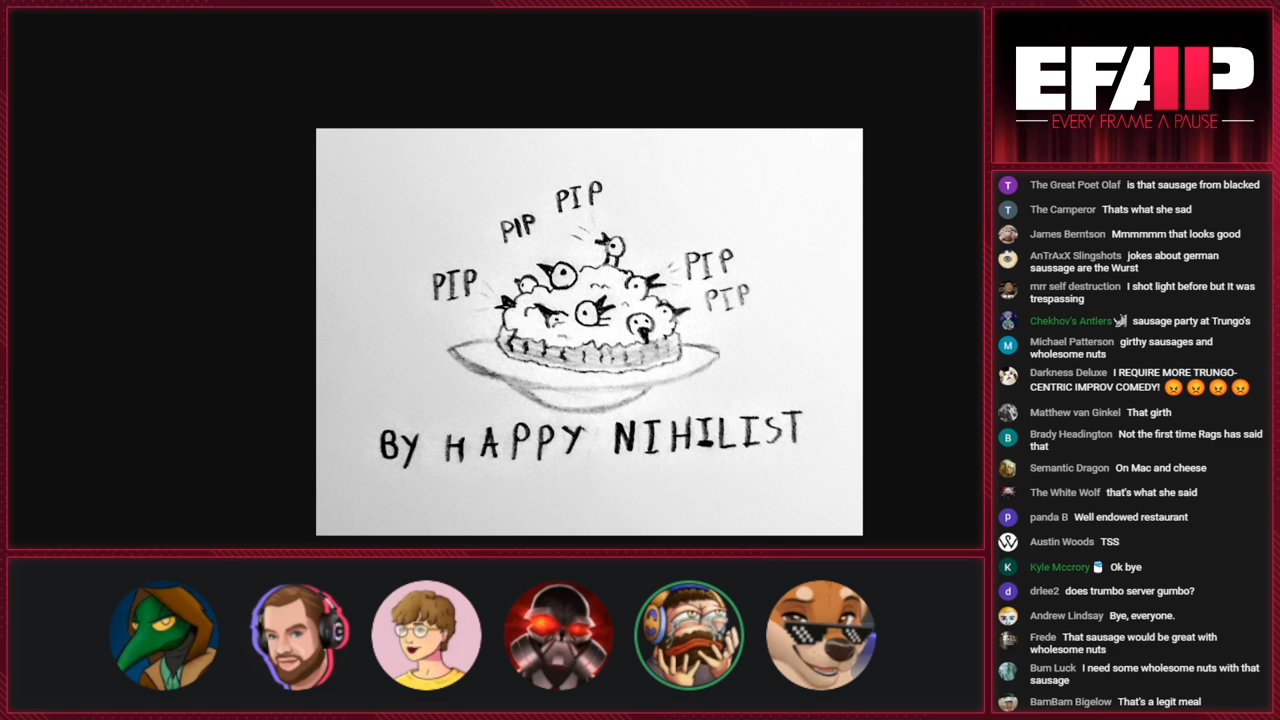 PIP
PIP
PIP
PIP
PIP
BY HAPPY NIHILIST
EFAP
EVERY FRAME A PAUSE
The Great Poet Olaf is that sausage from blacked
The Camperor Thats what she sad
James Berntson Mmmmmm that looks good
AnTrAxX Slingshots jokes about german
saussage are the Wurst
mrr self destruction I shot light before but It was
trespassing
Chekhov's Antlers sausage party at Trungo's
Michael Patterson girthy sausages and
wholesome nuts
Darkness Deluxe I REQUIRE MORE TRUNGO-
CENTRIC IMPROV COMEDY! 😡 😡 😡 😡
Matthew van Ginkel That girth
Brady Headington Not the first time Rags has said
that
Semantic Dragon On Mac and cheese
The White Wolf that's what she said
panda B Well endowed restaurant
Austin Woods TSS
Kyle Mccrory Ok bye
drlee2 does trumbo server gumbo?
Andrew Lindsay Bye, everyone.
Frede That sausage would be great with
wholesome nuts
Bum Luck I need some wholesome nuts with that
sausage
BamBam Bigelow That's a legit meal